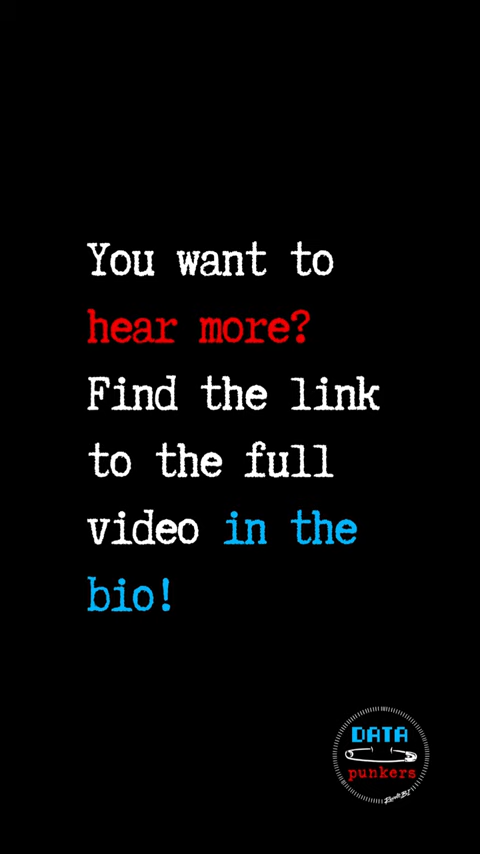 You want to
hear more?
Find the link
to the full
video in the
bio!
DATA
punkers